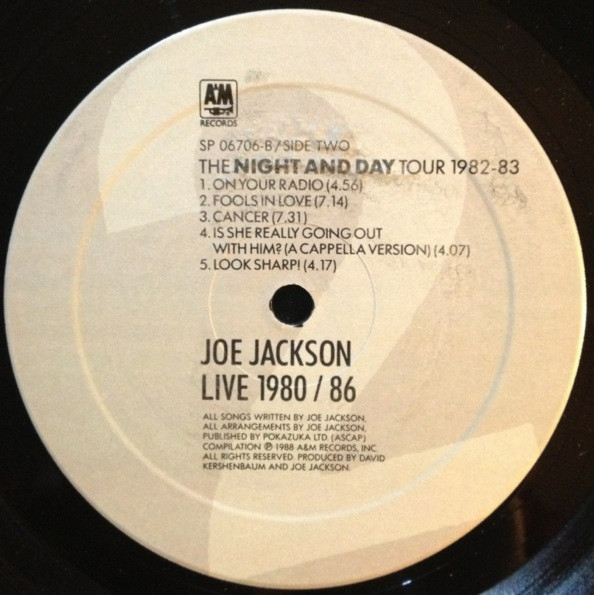 A&M
RECORDS
SP 06706-B/SIDE TWO
THE NIGHT AND DAY TOUR 1982-83
1. ON YOUR RADIO (4.56)
2. FOOLS IN LOVE (7.14)
3. CANCER (7.31)
4. IS SHE REALLY GOING OUT
WITH HIM? (A CAPPELLA VERSION) (4.07)
5. LOOK SHARP! (4.17)
JOE JACKSON
LIVE 1980 / 86
ALL SONGS WRITTEN BY JOE JACKSON,
ALL ARRANGEMENTS BY JOE JACKSON,
PUBLISHED BY POKAZUKA LTD. (ASCAP)
COMPILATION ℗ 1988 A&M RECORDS, INC.
ALL RIGHTS RESERVED. PRODUCED BY DAVID
KERSHENBAUM AND JOE JACKSON.